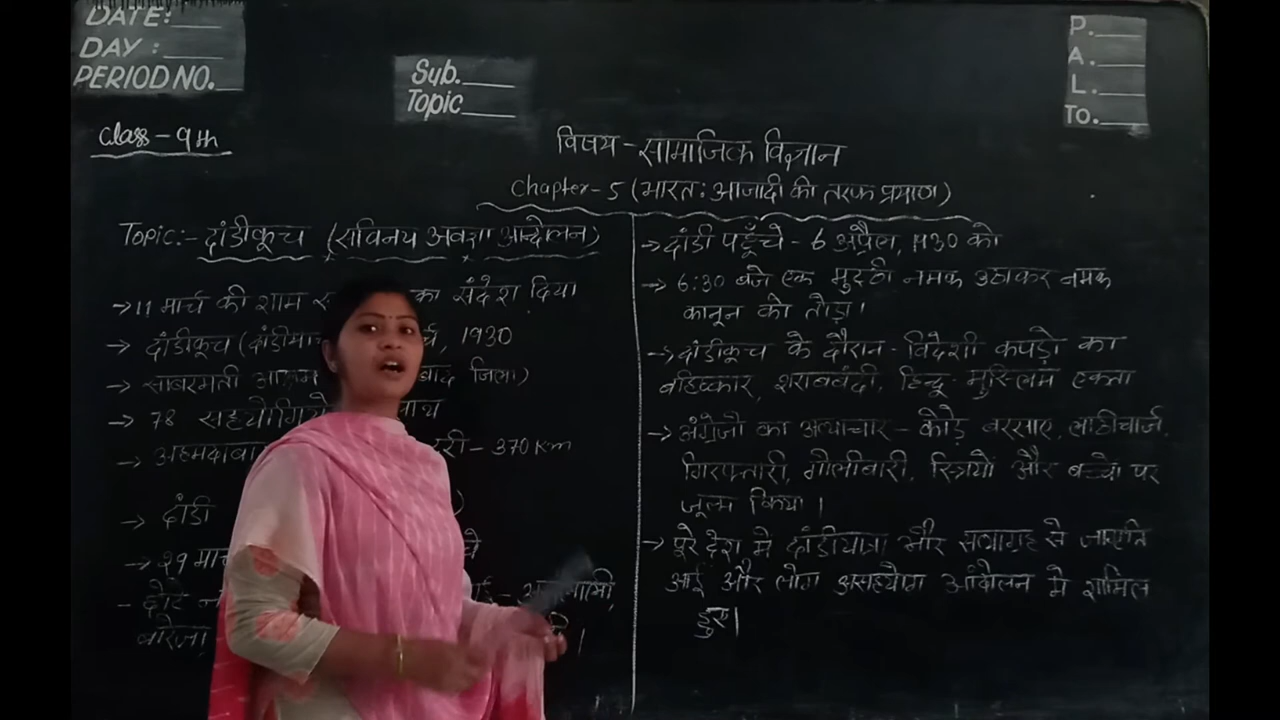 DATE:
DAY :
PERIOD NO.
Sub.
Topic
P.
A.
L.
To.
Class - 9th
विषय - सामाजिक विज्ञान
Chapter - 5 (भारत: आजादी की तरफ प्रमाण)
Topic:- दांडीकूच (सविनय अवज्ञा आन्दोलन)
→ 11 मार्च की शाम का संदेश दिया
→ दांडीकूच ( 1930
→ साबरमती जिला)
→ 78
370 Km
→ दांडी
→ 29
- छोटे
बारेजा
→ दांडी पहुँचे - 6 अप्रैल, 1930 को
→ 6:30 बजे एक मुट्ठी नमक उठाकर नमक
कानून को तोड़ा।
→ दांडीकूच के दौरान - विदेशी कपड़ो का
बहिष्कार, शराबबंदी, हिन्दू-मुस्लिम एकता
→ अंग्रेजों का अत्याचार - कोड़े बरसाए, लाठीचार्ज,
गिरफ्तारी, गोलीबारी, स्त्रियों और बच्चों पर
जूल्म किया।
→ पूरे देश मे दांडीयात्रा और सत्याग्रह से जागृति
आई और लोग असहयोग आंदोलन मे शामिल
हुए।